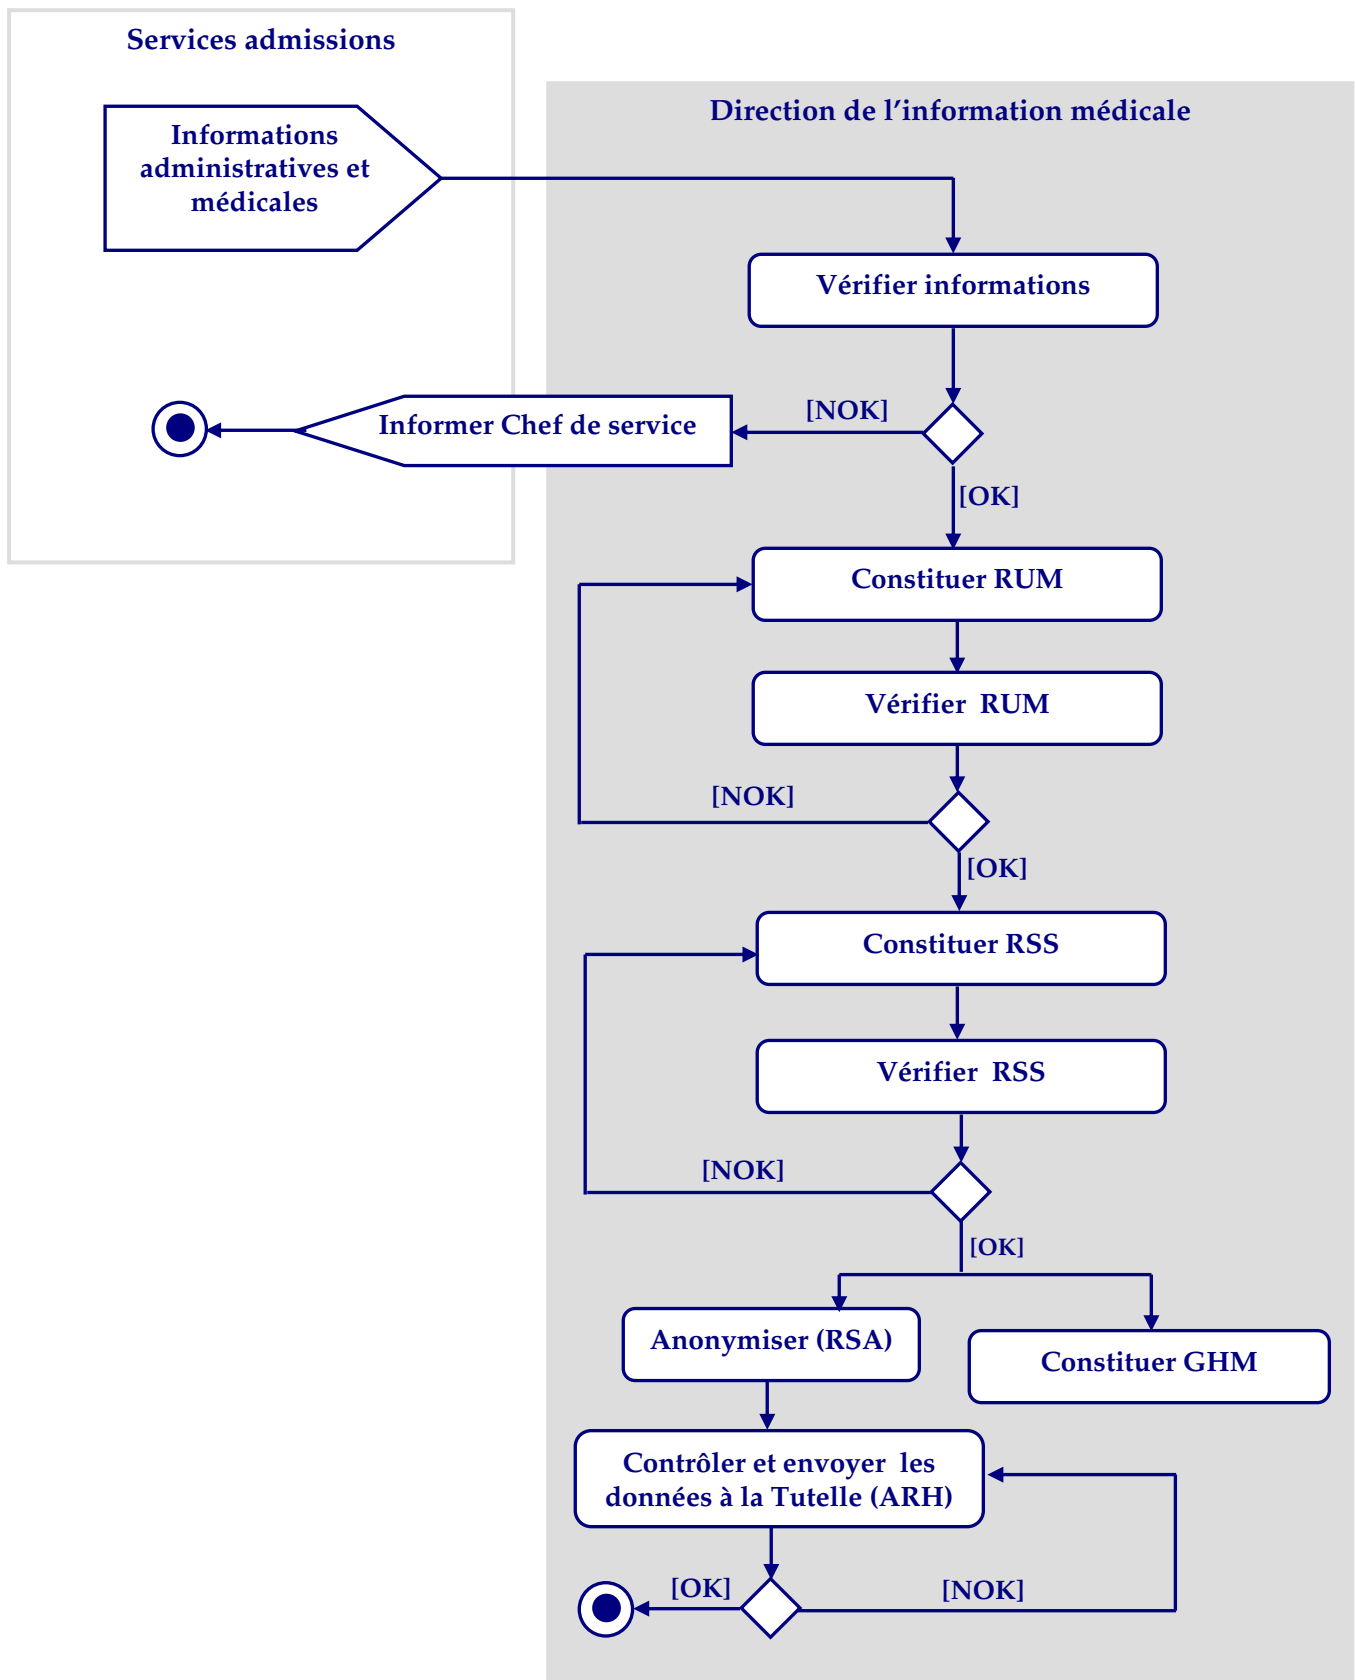 Services admissions
Direction de l'information médicale
Informations
administratives et
médicales
Vérifier informations
[NOK]
Informer Chef de service
[OK]
Constituer RUM
Vérifier  RUM
[NOK]
[OK]
Constituer RSS
Vérifier  RSS
[NOK]
[OK]
Anonymiser (RSA)
Constituer GHM
Contrôler et envoyer  les
données à la Tutelle (ARH)
[OK]
[NOK]